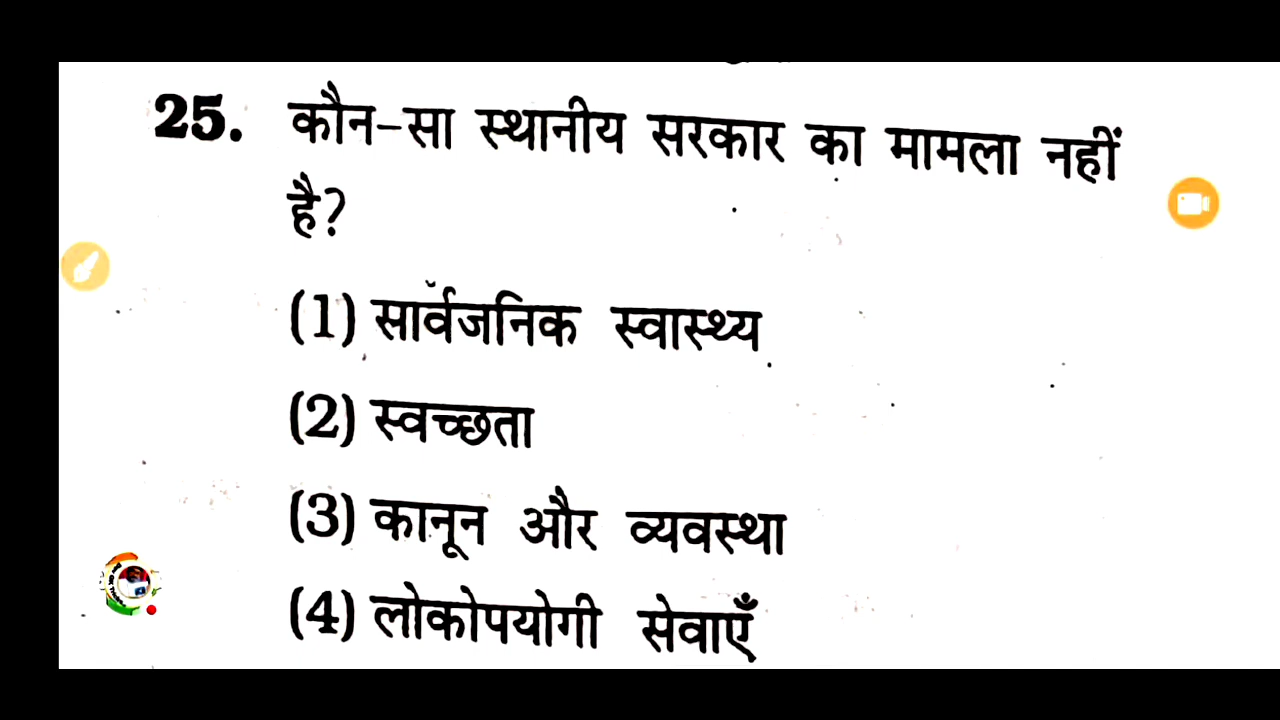 25. कौन-सा स्थानीय सरकार का मामला नहीं
है?
(1) सार्वजनिक स्वास्थ्य
(2) स्वच्छता
(3) कानून और व्यवस्था
(4) लोकोपयोगी सेवाएँ